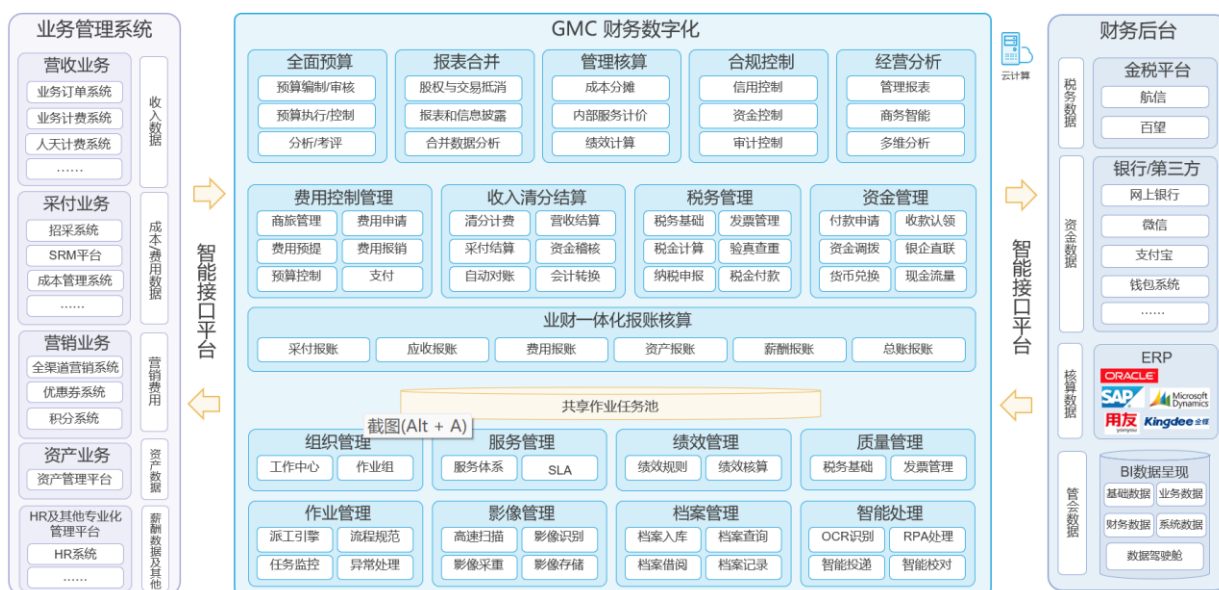 业务管理系统
营收业务
业务订单系统
业务计费系统
人天计费系统
......
收入数据
采付业务
招采系统
SRM平台
成本管理系统
......
成本/费用数据
营销业务
全渠道营销系统
优惠券系统
积分系统
营销费用
资产业务
资产管理平台
资产数据
HR及其他专业化
管理平台
HR系统
......
薪酬数据及其他
智能接口平台
GMC 财务数字化
全面预算
预算编制/审核
预算执行/控制
分析/考评
报表合并
股权与交易抵消
报表和信息披露
合并数据分析
管理核算
成本分摊
内部服务计价
绩效计算
合规控制
信用控制
资金控制
审计控制
经营分析
管理报表
商务智能
多维分析
费用控制管理
商旅管理 费用申请
费用预提 费用报销
预算控制 支付
收入清分结算
清分计费 营收结算
采付结算 资金稽核
自动对账 会计转换
税务管理
税务基础 发票管理
税金计算 验真查重
纳税申报 税金付款
资金管理
付款申请 收款认领
资金调拨 银企直联
货币兑换 现金流量
业财一体化报账核算
采付报账 应收报账 费用报账 资产报账 薪酬报账 总账报账
共享作业任务池
截图(Alt + A)
组织管理
工作中心 作业组
服务管理
服务体系 SLA
绩效管理
绩效规则 绩效核算
质量管理
税务基础 发票管理
作业管理
派工引擎 流程规范
任务监控 异常处理
影像管理
高速扫描 影像识别
影像采重 影像存储
档案管理
档案入库 档案查询
档案借阅 档案记录
智能处理
OCR识别 RPA处理
智能投递 智能校对
云计算
智能接口平台
财务后台
税务数据
金税平台
航信
百望
资金数据
银行/第三方
网上银行
微信
支付宝
钱包系统
......
核算数据
ERP
ORACLE
SAP
Microsoft
Dynamics
用友
yonyou
Kingdee 金蝶
管会数据
BI数据呈现
基础数据 业务数据
财务数据 系统数据
数据驾驶舱